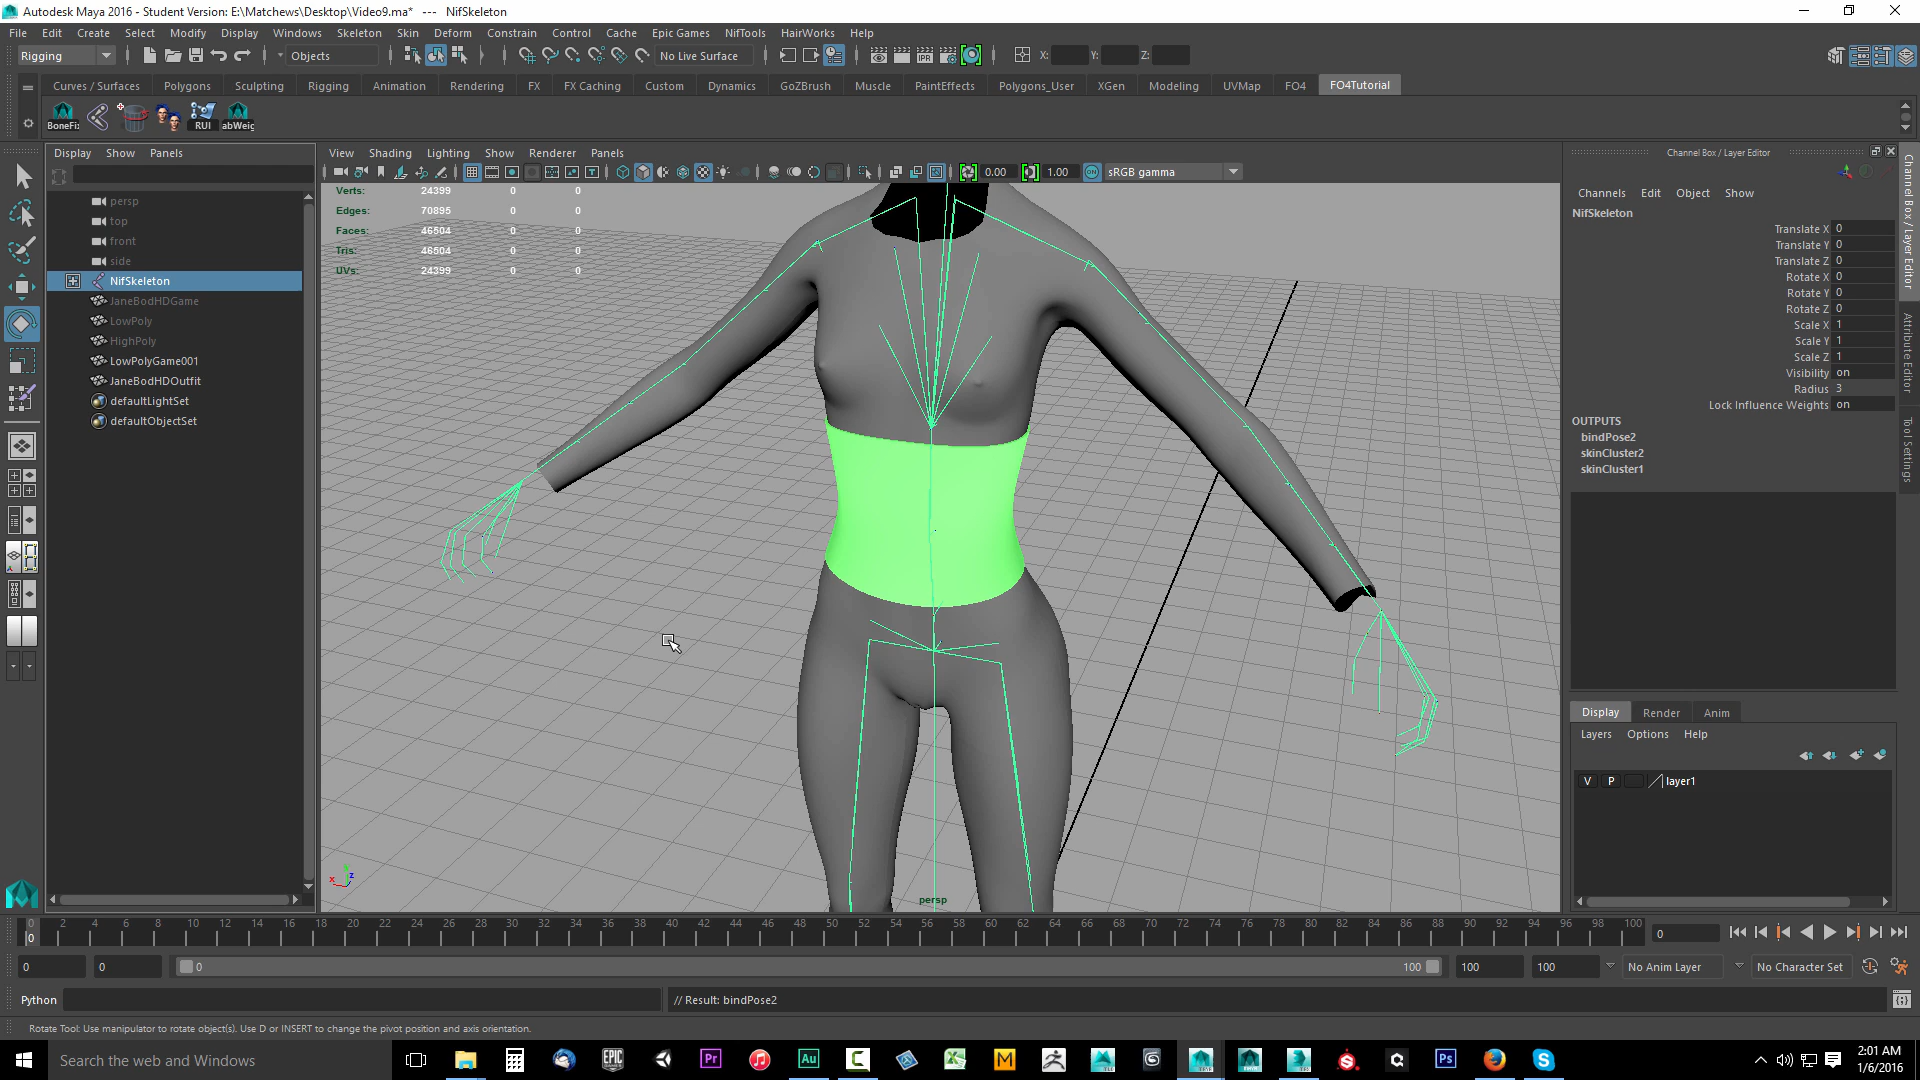 Autodesk Maya 2016 - Student Version: E:\Matchews\Desktop\Video9.ma* --- NifSkeleton
File Edit Create Select Modify Display Windows Skeleton Skin Deform Constrain Control Cache Epic Games NifTools HairWorks Help
Rigging Objects No Live Surface X: Y: Z:
Curves / Surfaces Polygons Sculpting Rigging Animation Rendering FX FX Caching Custom Dynamics GoZBrush Muscle PaintEffects Polygons_User XGen Modeling UVMap FO4 FO4Tutorial
BoneFix RUI abWeig
Display Show Panels
View Shading Lighting Show Renderer Panels
0.00 1.00 sRGB gamma
Verts: 24399 0 0
Edges: 70895 0 0
Faces: 46504 0 0
Tris: 46504 0 0
UVs: 24399 0 0
persp
top
front
side
NifSkeleton
JaneBodHDGame
LowPoly
HighPoly
LowPolyGame001
JaneBodHDOutfit
defaultLightSet
defaultObjectSet
persp
Channel Box / Layer Editor
Channels Edit Object Show
NifSkeleton
Translate X 0
Translate Y 0
Translate Z 0
Rotate X 0
Rotate Y 0
Rotate Z 0
Scale X 1
Scale Y 1
Scale Z 1
Visibility on
Radius 3
Lock Influence Weights on
OUTPUTS
bindPose2
skinCluster2
skinCluster1
Channel Box / Layer Editor
Attribute Editor
Tool Settings
Display Render Anim
Layers Options Help
V P layer1
0 2 4 6 8 10 12 14 16 18 20 22 24 26 28 30 32 34 36 38 40 42 44 46 48 50 52 54 56 58 60 62 64 66 68 70 72 74 76 78 80 82 84 86 88 90 92 94 96 98 100
0 0
0 0 0 100 100 100 No Anim Layer No Character Set
Python // Result: bindPose2
Rotate Tool: Use manipulator to rotate object(s). Use D or INSERT to change the pivot position and axis orientation.
Search the web and Windows
2:01 AM
1/6/2016